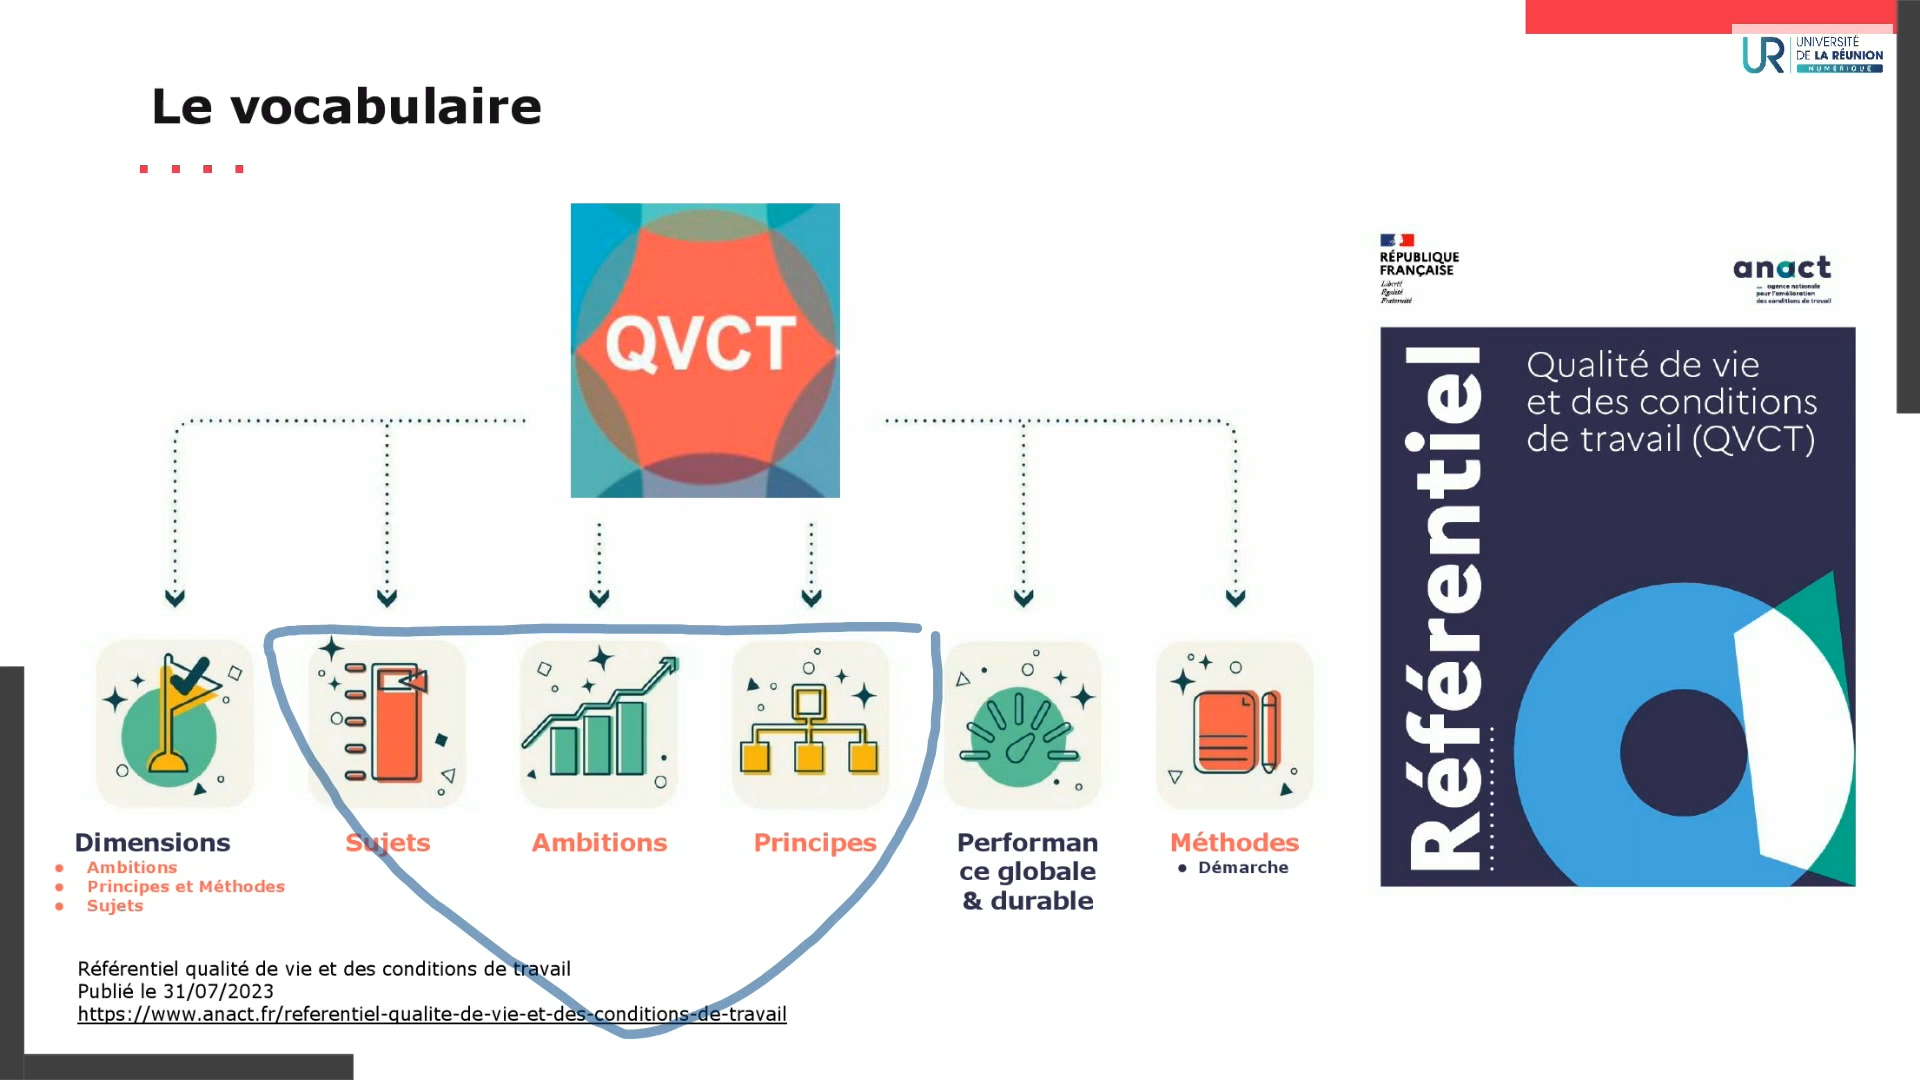 UNIVERSITÉ
DE LA RÉUNION
NUMÉRIQUE
Le vocabulaire
QVCT
RÉPUBLIQUE
FRANÇAISE
Liberté
Égalité
Fraternité
anact
agence nationale
pour l'amélioration
des conditions de travail
Référentiel
Qualité de vie
et des conditions
de travail (QVCT)
Dimensions
• Ambitions
• Principes et Méthodes
• Sujets
Sujets
Ambitions
Principes
Performan
ce globale
& durable
Méthodes
• Démarche
Référentiel qualité de vie et des conditions de travail
Publié le 31/07/2023
https://www.anact.fr/referentiel-qualite-de-vie-et-des-conditions-de-travail